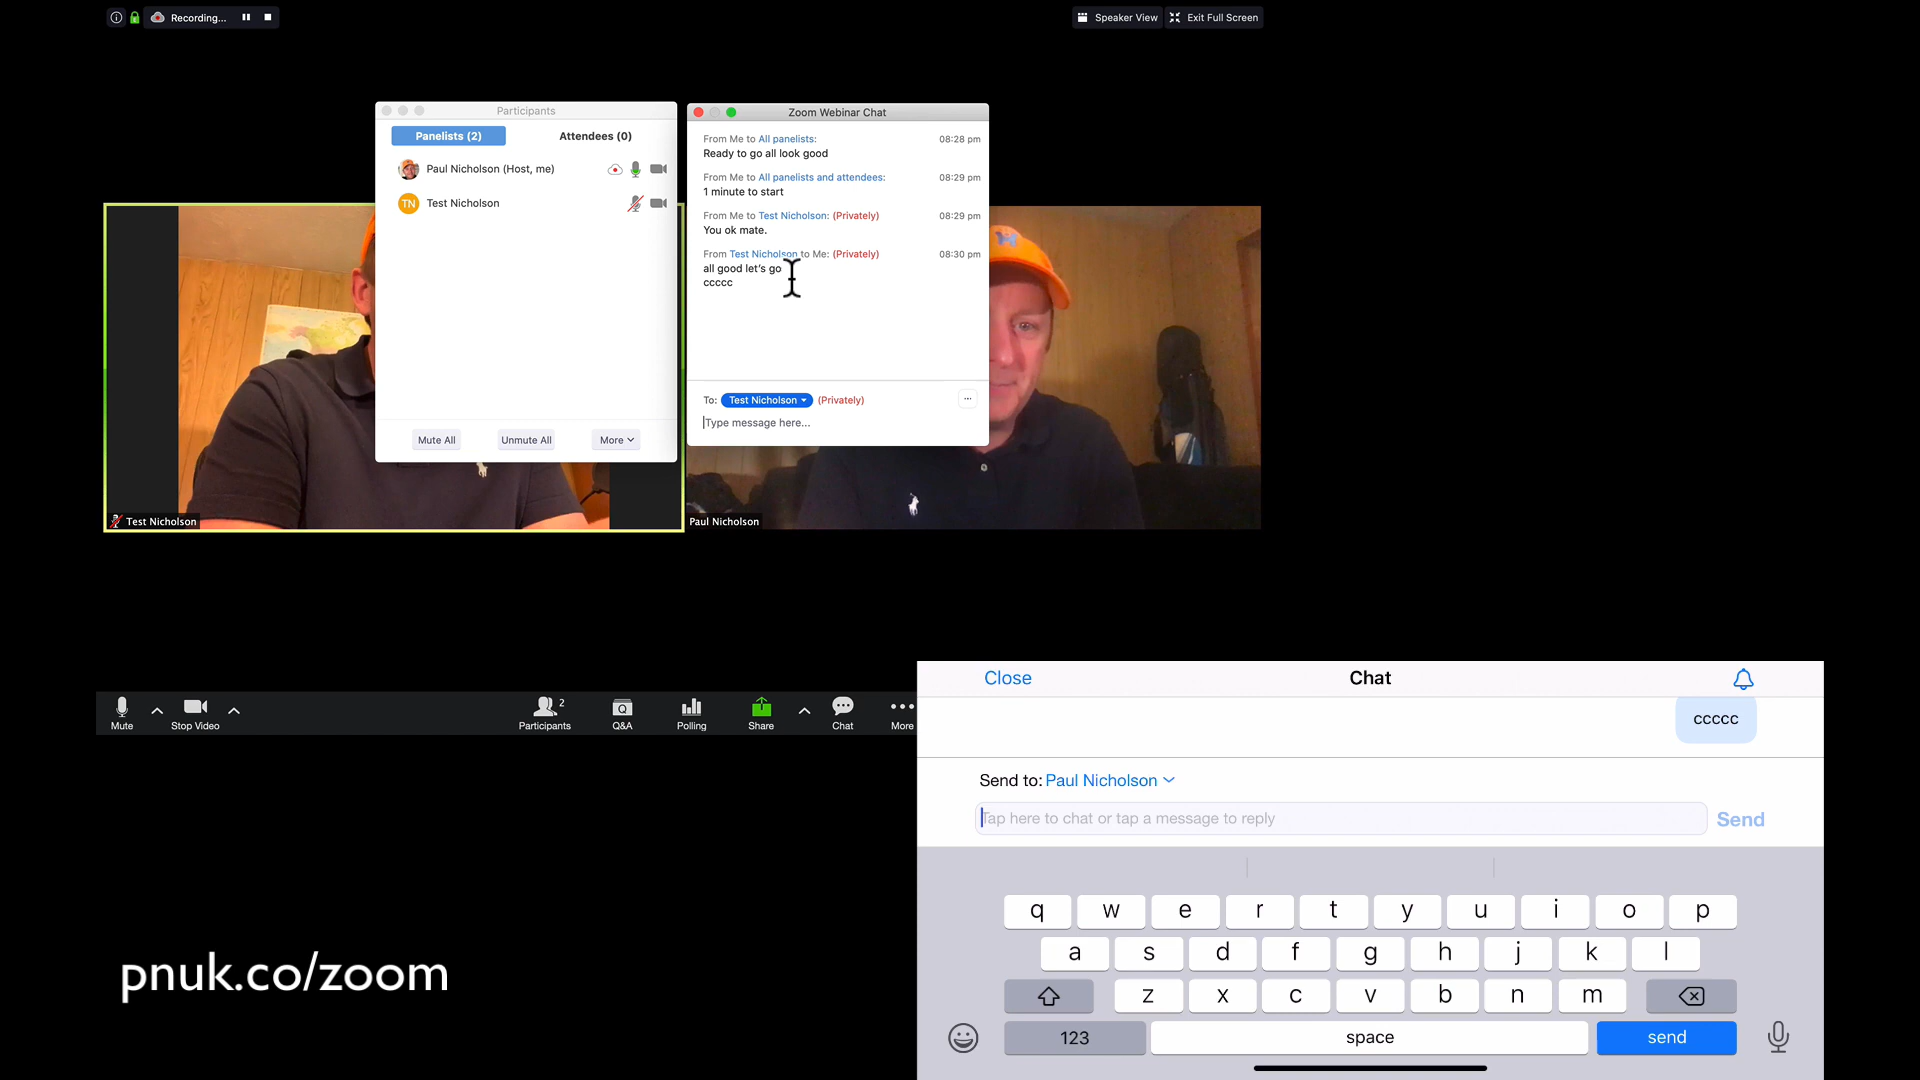 Recording...
Speaker View
Exit Full Screen
Participants
Panelists (2)
Attendees (0)
Paul Nicholson (Host, me)
TN
Test Nicholson
Mute All
Unmute All
More
Zoom Webinar Chat
From Me to All panelists:
08:28 pm
Ready to go all look good
From Me to All panelists and attendees:
08:29 pm
1 minute to start
From Me to Test Nicholson: (Privately)
08:29 pm
You ok mate.
From Test Nicholson to Me: (Privately)
08:30 pm
all good let's go
ccccc
To: Test Nicholson (Privately)
...
Type message here...
Test Nicholson
Paul Nicholson
Mute
Stop Video
Participants
2
Q
Q&A
Polling
Share
Chat
More
Close
Chat
ccccc
Send to: Paul Nicholson
Tap here to chat or tap a message to reply
Send
q w e r t y u i o p
a s d f g h j k l
z x c v b n m
123
space
send
pnuk.co/zoom